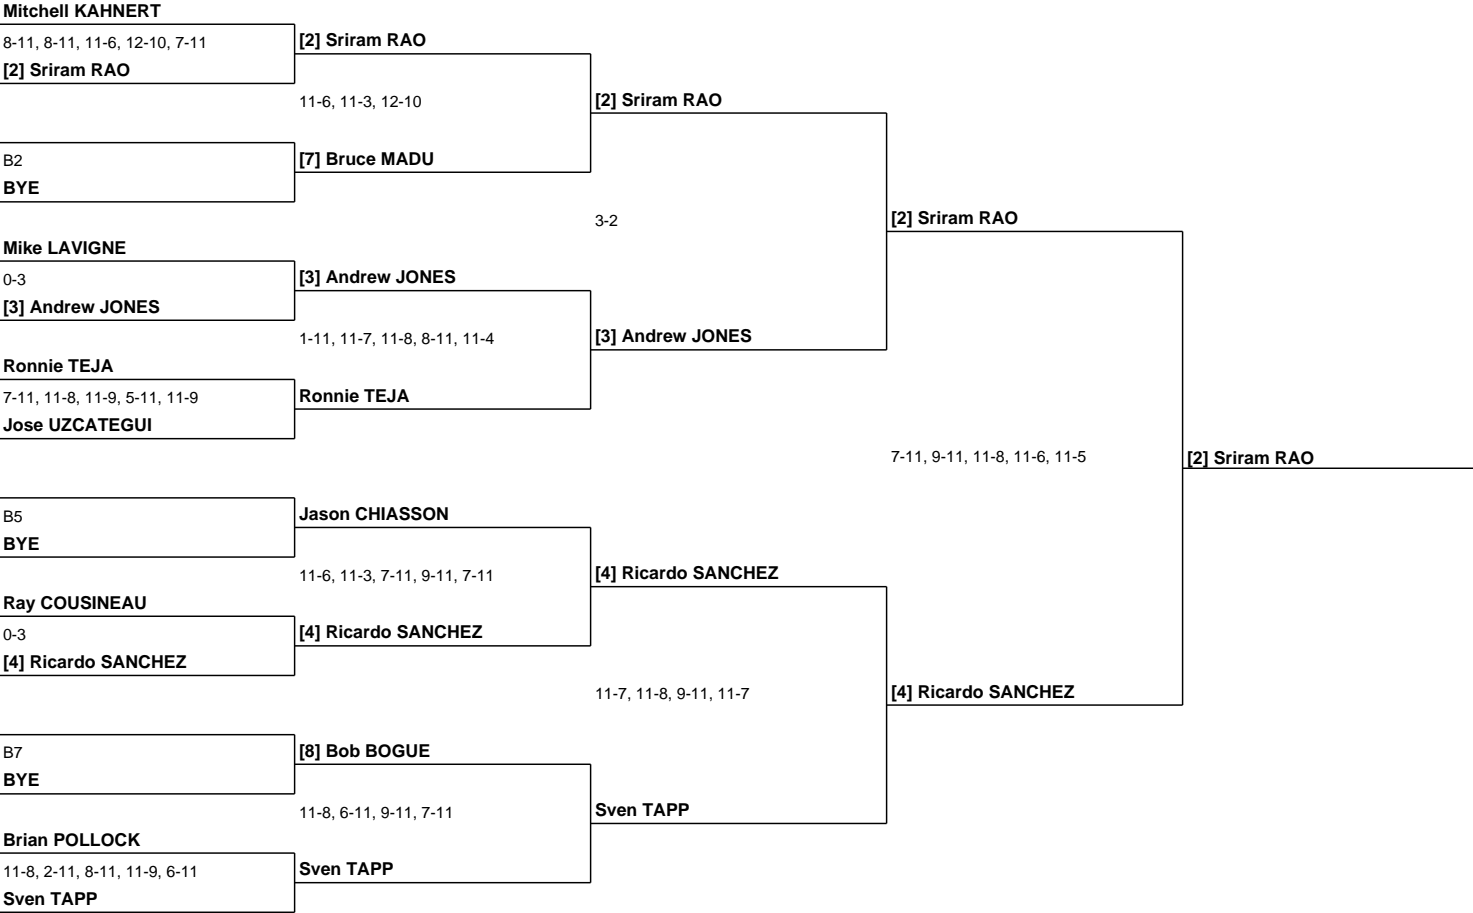 Mitchell KAHNERT
8-11, 8-11, 11-6, 12-10, 7-11
[2] Sriram RAO
[2] Sriram RAO
11-6, 11-3, 12-10
[2] Sriram RAO
B2
BYE
[7] Bruce MADU
3-2
[2] Sriram RAO
Mike LAVIGNE
0-3
[3] Andrew JONES
[3] Andrew JONES
1-11, 11-7, 11-8, 8-11, 11-4
[3] Andrew JONES
Ronnie TEJA
7-11, 11-8, 11-9, 5-11, 11-9
Jose UZCATEGUI
Ronnie TEJA
7-11, 9-11, 11-8, 11-6, 11-5
[2] Sriram RAO
B5
BYE
Jason CHIASSON
11-6, 11-3, 7-11, 9-11, 7-11
[4] Ricardo SANCHEZ
Ray COUSINEAU
0-3
[4] Ricardo SANCHEZ
[4] Ricardo SANCHEZ
11-7, 11-8, 9-11, 11-7
[4] Ricardo SANCHEZ
B7
BYE
[8] Bob BOGUE
11-8, 6-11, 9-11, 7-11
Sven TAPP
Brian POLLOCK
11-8, 2-11, 8-11, 11-9, 6-11
Sven TAPP
Sven TAPP